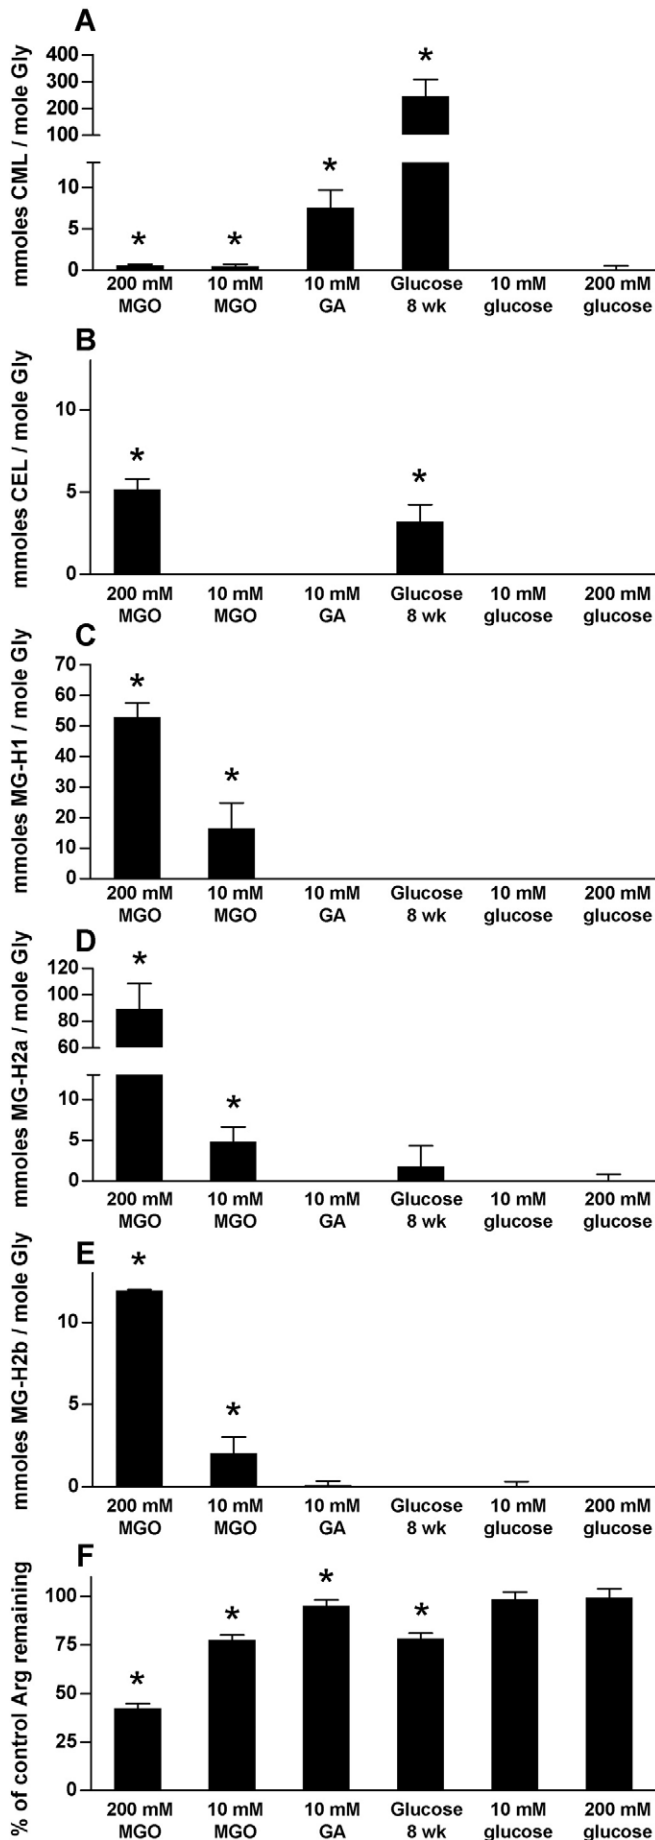 A
mmoles CML / mole Gly
400
300
200
100
10
5
0
* * * *
200 mM 10 mM 10 mM Glucose 10 mM 200 mM
MGO MGO GA 8 wk glucose glucose
B
mmoles CEL / mole Gly
10
5
0
* *
200 mM 10 mM 10 mM Glucose 10 mM 200 mM
MGO MGO GA 8 wk glucose glucose
C
mmoles MG-H1 / mole Gly
70
60
50
40
30
20
10
0
* *
200 mM 10 mM 10 mM Glucose 10 mM 200 mM
MGO MGO GA 8 wk glucose glucose
D
mmoles MG-H2a / mole Gly
120
100
80
60
10
5
0
* *
200 mM 10 mM 10 mM Glucose 10 mM 200 mM
MGO MGO GA 8 wk glucose glucose
E
mmoles MG-H2b / mole Gly
10
5
0
* *
200 mM 10 mM 10 mM Glucose 10 mM 200 mM
MGO MGO GA 8 wk glucose glucose
F
% of control Arg remaining
100
75
50
25
0
* * * *
200 mM 10 mM 10 mM Glucose 10 mM 200 mM
MGO MGO GA 8 wk glucose glucose